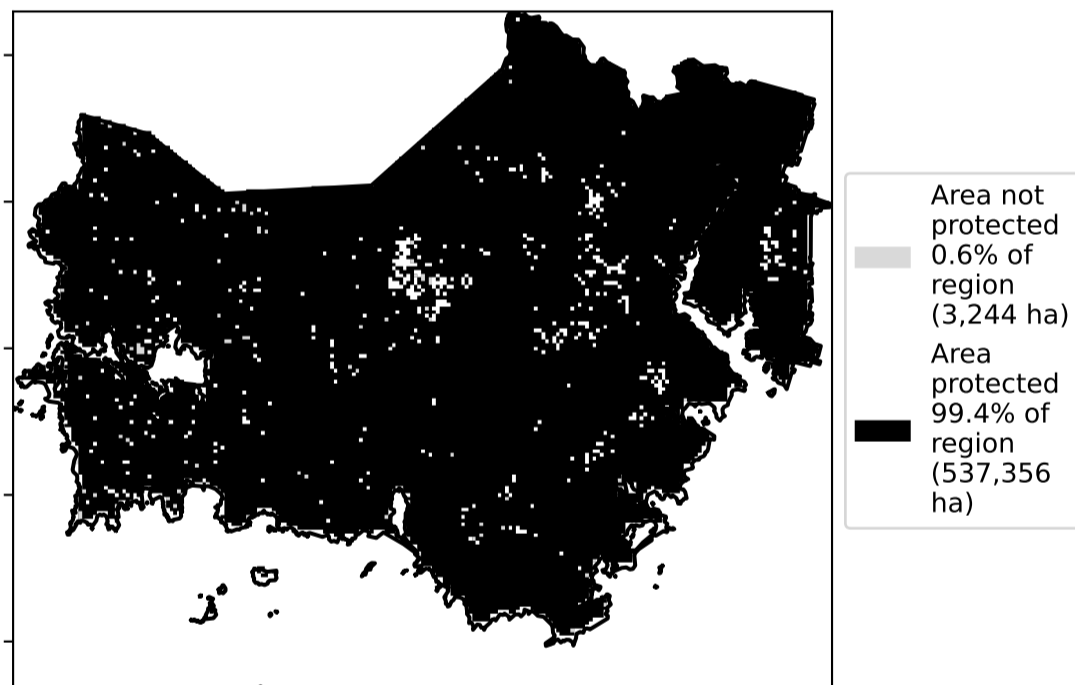 Area not
protected
0.6% of
region
(3,244 ha)
Area
protected
99.4% of
region
(537,356
ha)